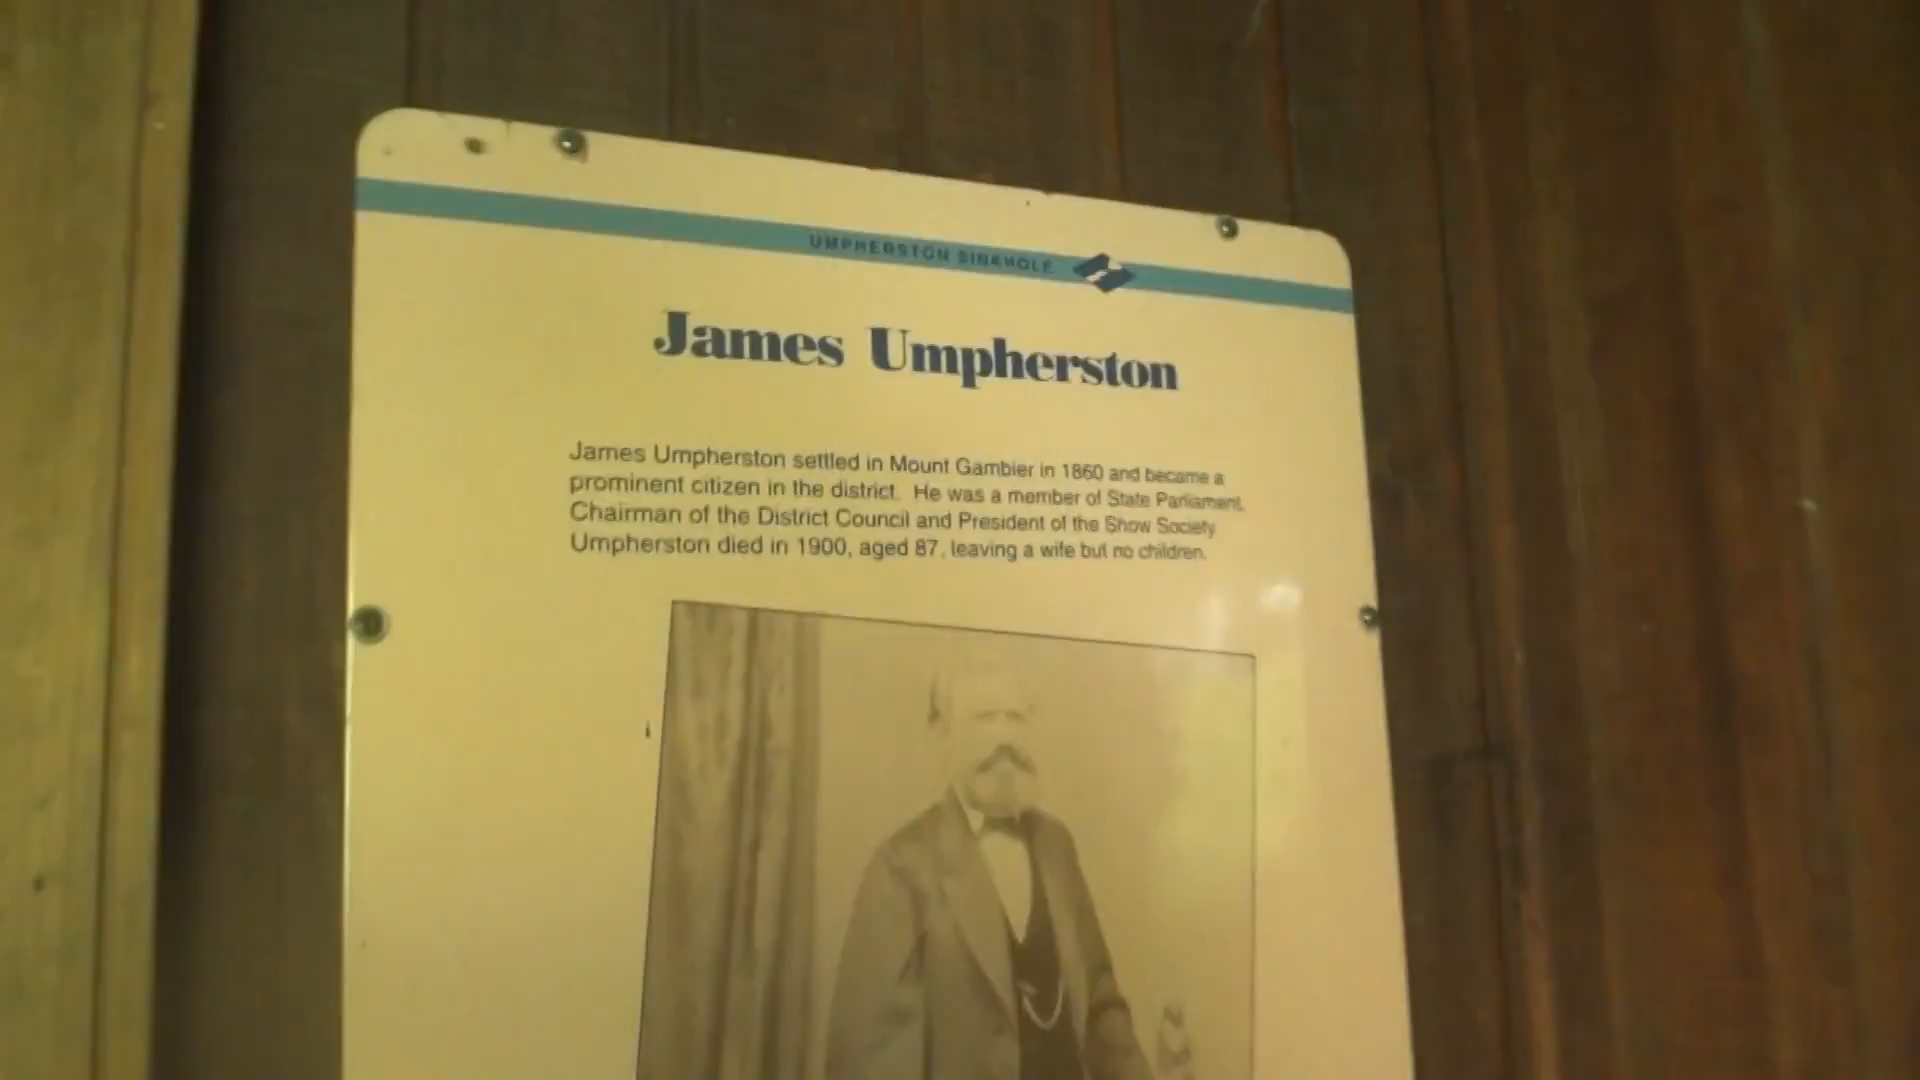 UMPHERSTON SINKHOLE
James Umpherston
James Umpherston settled in Mount Gambier in 1860 and became a
prominent citizen in the district. He was a member of State Parliament,
Chairman of the District Council and President of the Show Society.
Umpherston died in 1900, aged 87, leaving a wife but no children.